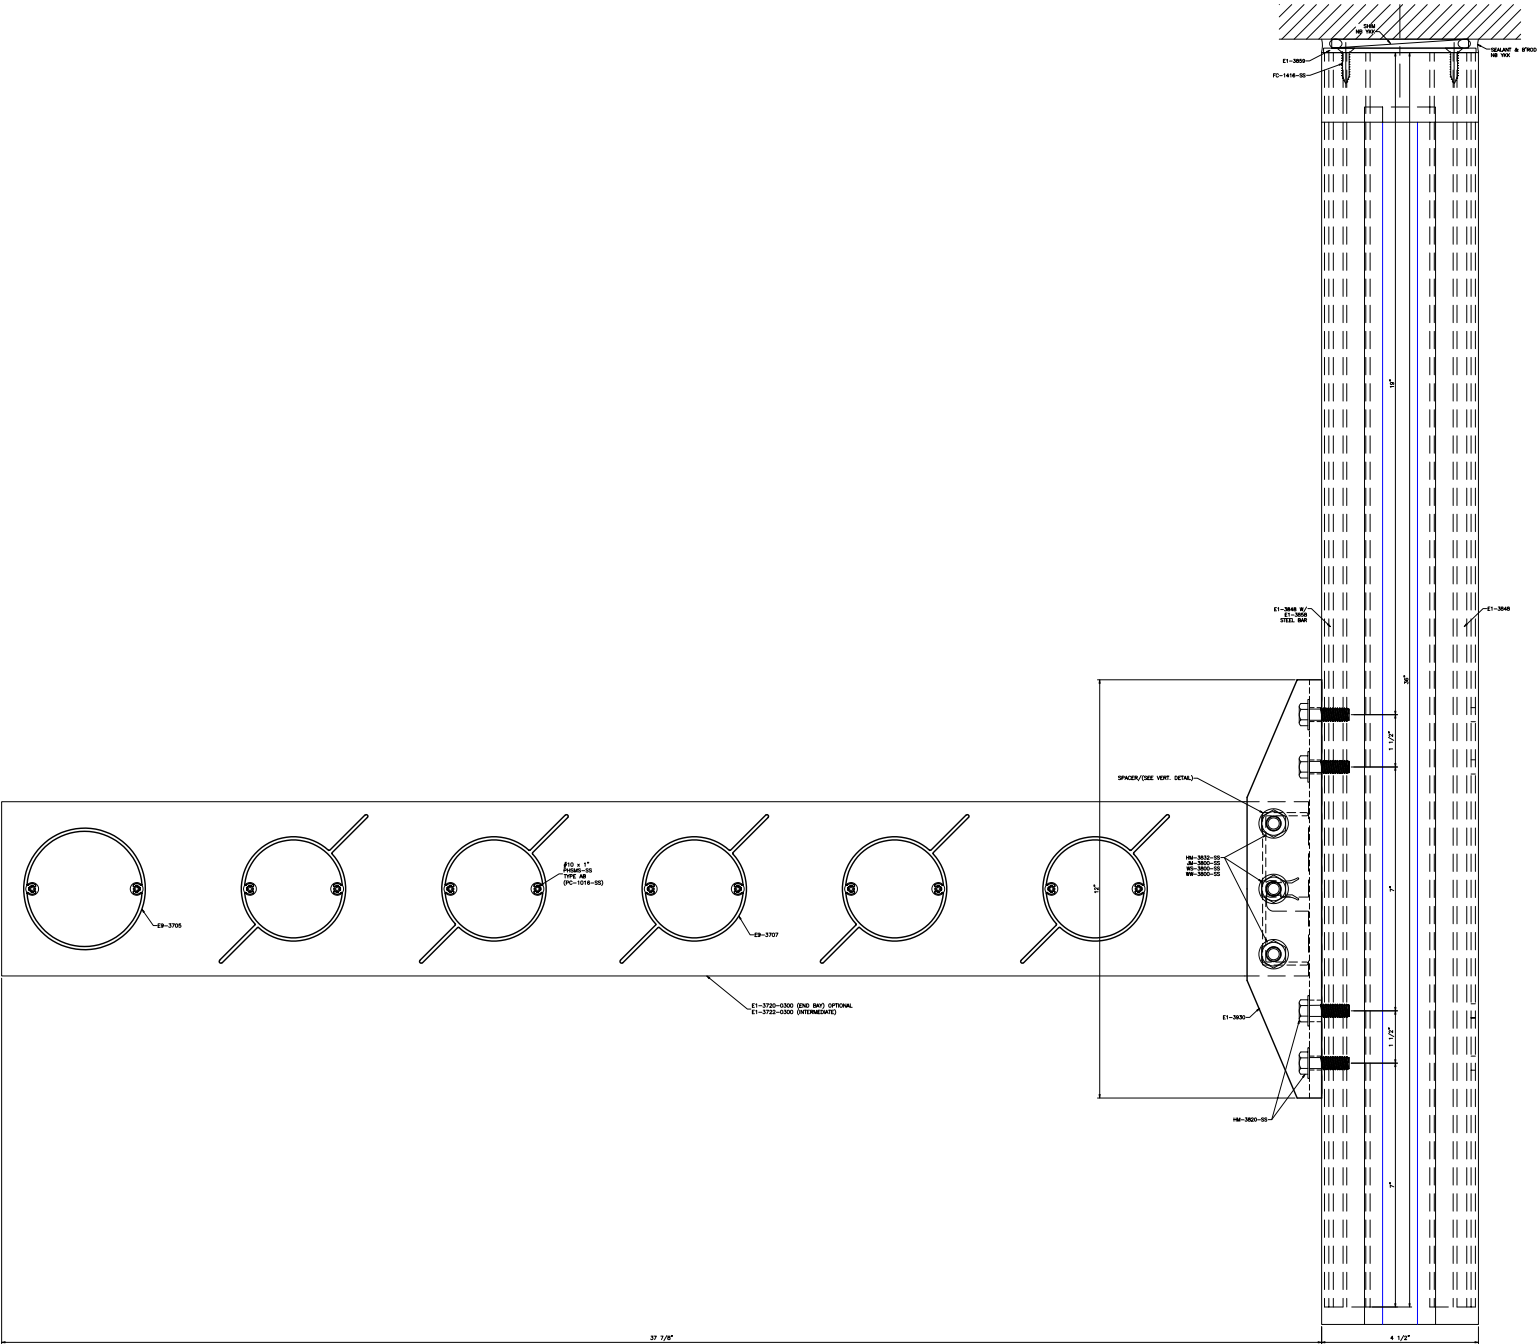 SHIM
NB YKK
SEALANT & B'ROD
NB YKK
E1-3859
FC-1416-SS
19"
36"
E1-3848 W/
E1-3858
STEEL BAR
E1-3848
1 1/2"
SPACER/(SEE VERT. DETAIL)
HM-3832-SS
JM-3800-SS
WS-3800-SS
WW-3800-SS
#10 x 1"
PHSMS-SS
TYPE AB
(PC-1016-SS)
12"
7"
E9-3705
E9-3707
E1-3720-0300 (END BAY) OPTIONAL
E1-3722-0300 (INTERMEDIATE)
E1-3930
1 1/2"
HM-3820-SS
7"
37 7/8"
4 1/2"